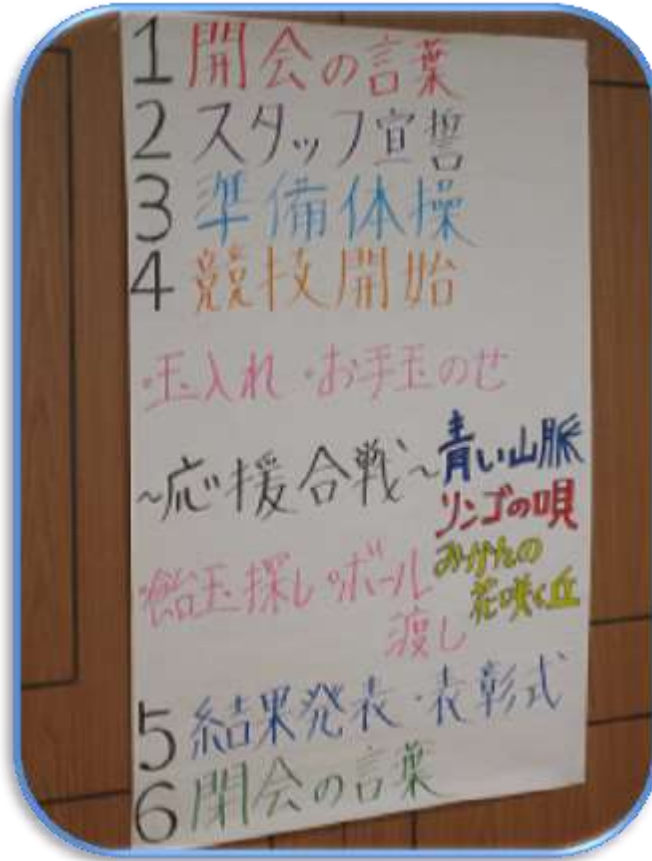 1 開会の言葉
2 スタッフ宣誓
3 準備体操
4 競技開始
・玉入れ・お手玉のせ
~応援合戦~
青い山脈
リンゴの唄
みかんの
花咲く丘
・飴玉探し・ボール
渡し
5 結果発表・表彰式
6 閉会の言葉